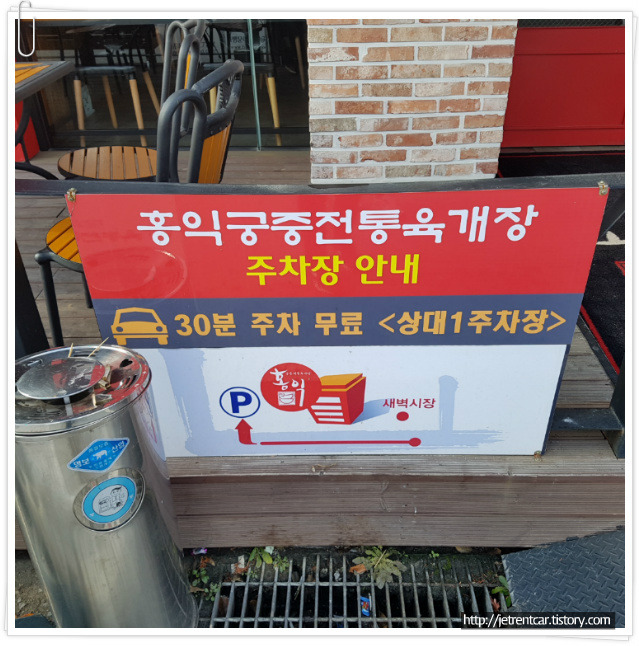 홍익궁중전통육개장
주차장 안내
30분 주차 무료 <상대1주차장>
홍익
P
새벽시장
http://jetrentcar.tistory.com